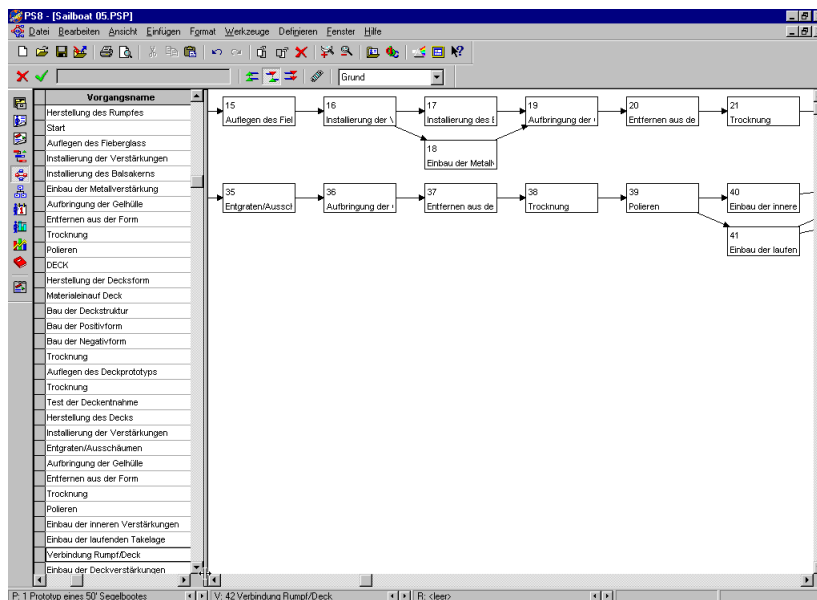 PS8 - [Sailboat 05.PSP]
Datei Bearbeiten Ansicht Einfügen Format Werkzeuge Definieren Fenster Hilfe
Grund
Vorgangsname
Herstellung des Rumpfes
Start
Auflegen des Fieberglass
Installierung der Verstärkungen
Installierung des Balsakerns
Einbau der Metallverstärkung
Aufbringung der Gelhülle
Entfernen aus der Form
Trocknung
Polieren
DECK
Herstellung der Decksform
Materialeinauf Deck
Bau der Deckstruktur
Bau der Positivform
Bau der Negativform
Trocknung
Auflegen des Deckprototyps
Trocknung
Test der Deckentnahme
Herstellung des Decks
Installierung der Verstärkungen
Entgraten/Ausschäumen
Aufbringung der Gelhülle
Entfernen aus der Form
Trocknung
Polieren
Einbau der inneren Verstärkungen
Einbau der laufenden Takelage
Verbindung Rumpf/Deck
Einbau der Deckverstärkungen
15
Auflegen des Fiel
16
Installierung der \
17
Installierung des E
18
Einbau der Metall\
19
Aufbringung der (
20
Entfernen aus de
21
Trocknung
35
Entgraten/Aussch
36
Aufbringung der (
37
Entfernen aus de
38
Trocknung
39
Polieren
40
Einbau der innere
41
Einbau der laufen
P: 1 Prototyp eines 50' Segelbootes
V: 42 Verbindung Rumpf/Deck
R: <leer>